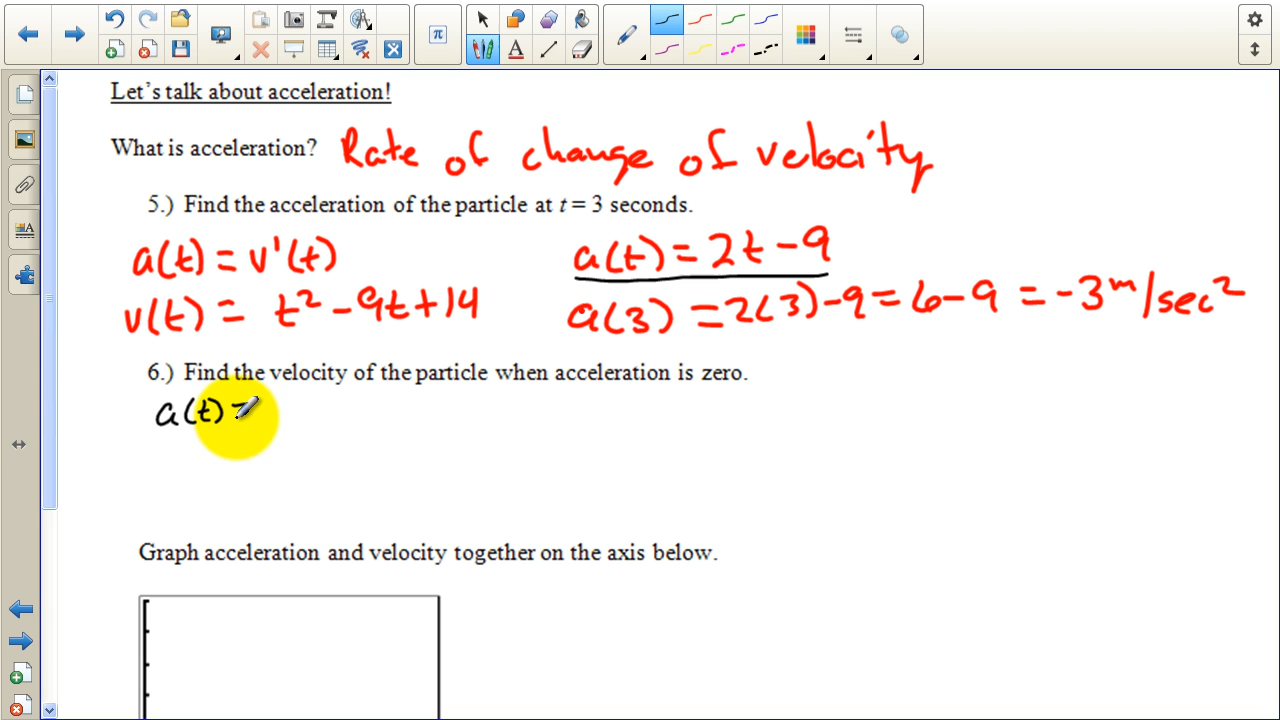 Let's talk about acceleration!
What is acceleration? Rate of change of velocity
5.) Find the acceleration of the particle at t = 3 seconds.
a(t) = v'(t)
v(t) = t² - 9t + 14
a(t) = 2t - 9
a(3) = 2(3) - 9 = 6 - 9 = -3 m/sec²
6.) Find the velocity of the particle when acceleration is zero.
a(t) =
Graph acceleration and velocity together on the axis below.